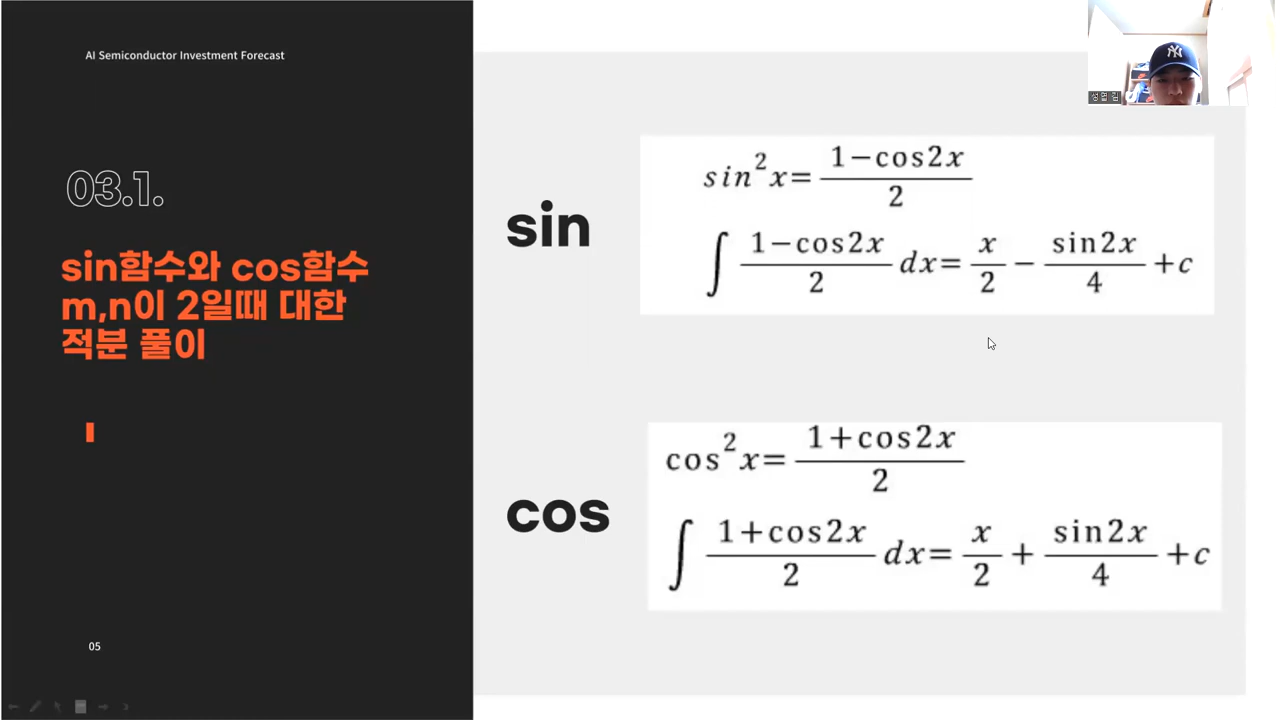 AI Semiconductor Investment Forecast
03.1.
sin함수와 cos함수
m,n이 2일때 대한
적분 풀이
05
sin
sin²x= (1−cos2x)/2
∫ (1−cos2x)/2 dx= x/2 − sin2x/4 +c
cos
cos²x= (1+cos2x)/2
∫ (1+cos2x)/2 dx= x/2 + sin2x/4 +c
NY